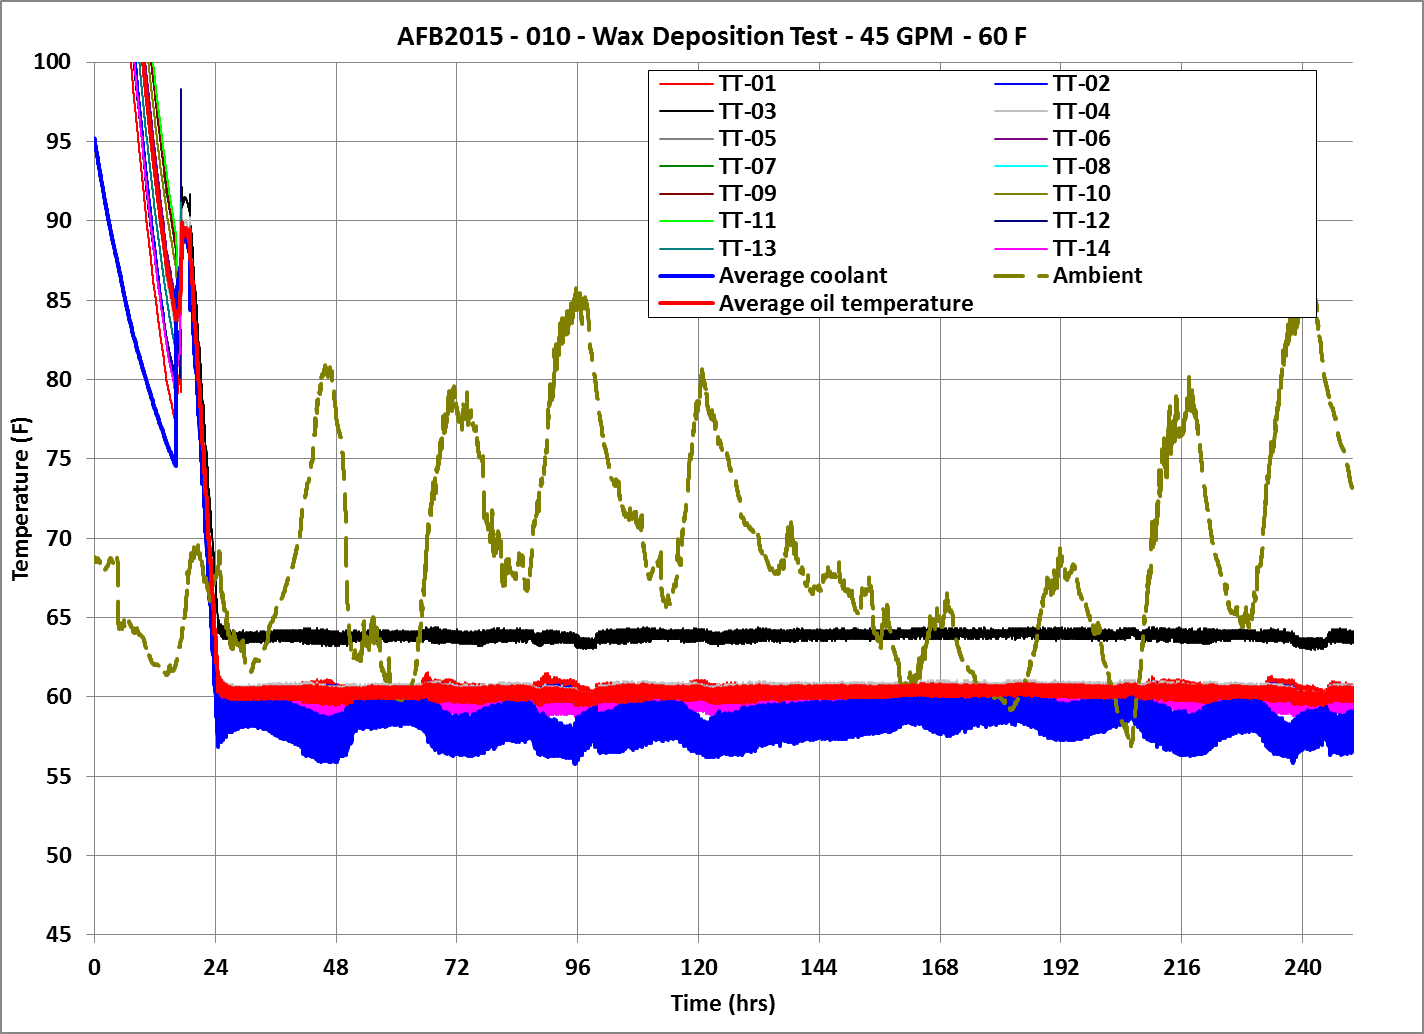 AFB2015 - 010 - Wax Deposition Test - 45 GPM - 60 F
100
95
90
85
80
75
70
65
60
55
50
45
Temperature (F)
TT-01 TT-02
TT-03 TT-04
TT-05 TT-06
TT-07 TT-08
TT-09 TT-10
TT-11 TT-12
TT-13 TT-14
Average coolant Ambient
Average oil temperature
0 24 48 72 96 120 144 168 192 216 240
Time (hrs)